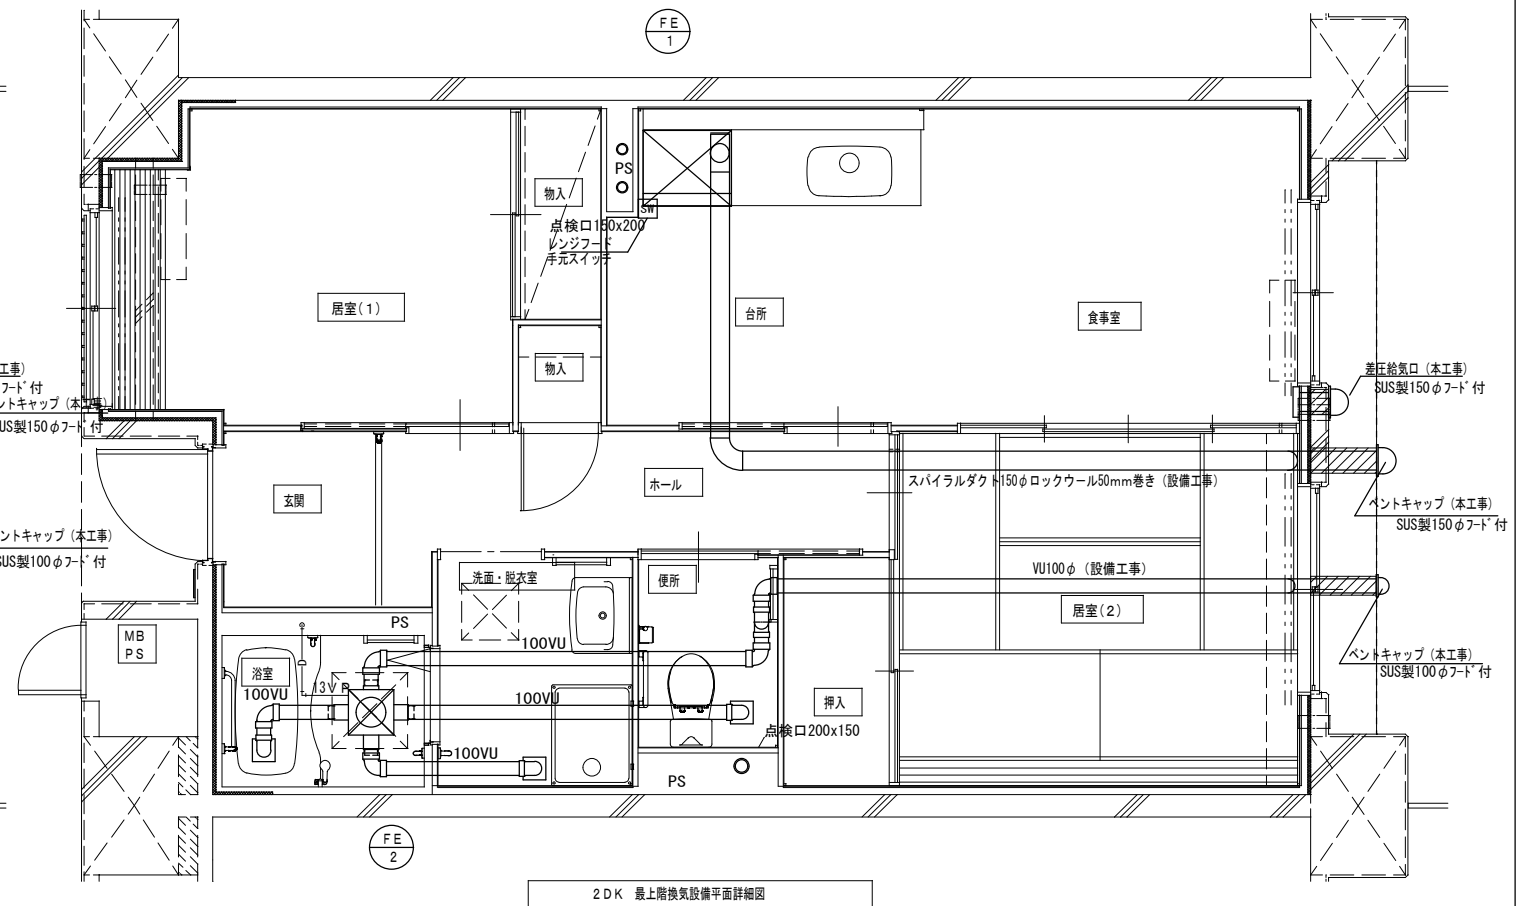 FE
1
PS
物入
SW
点検口150x200
レンジフード
手元スイッチ
居室(1)
台所
食事室
物入
工事)
フード付
ントキャップ (本工事)
SUS製150φフード付
差圧給気口 (本工事)
SUS製150φフード付
ホール
スパイラルダクト150φロックウール50mm巻き (設備工事)
玄関
ベントキャップ (本工事)
SUS製150φフード付
ントキャップ (本工事)
SUS製100φフード付
洗面・脱衣室
便所
VU100φ (設備工事)
居室(2)
PS
MB
PS
100VU
ベントキャップ (本工事)
SUS製100φフード付
浴室
100VU
13VP
100VU
押入
点検口200x150
100VU
PS
FE
2
2DK 最上階換気設備平面詳細図